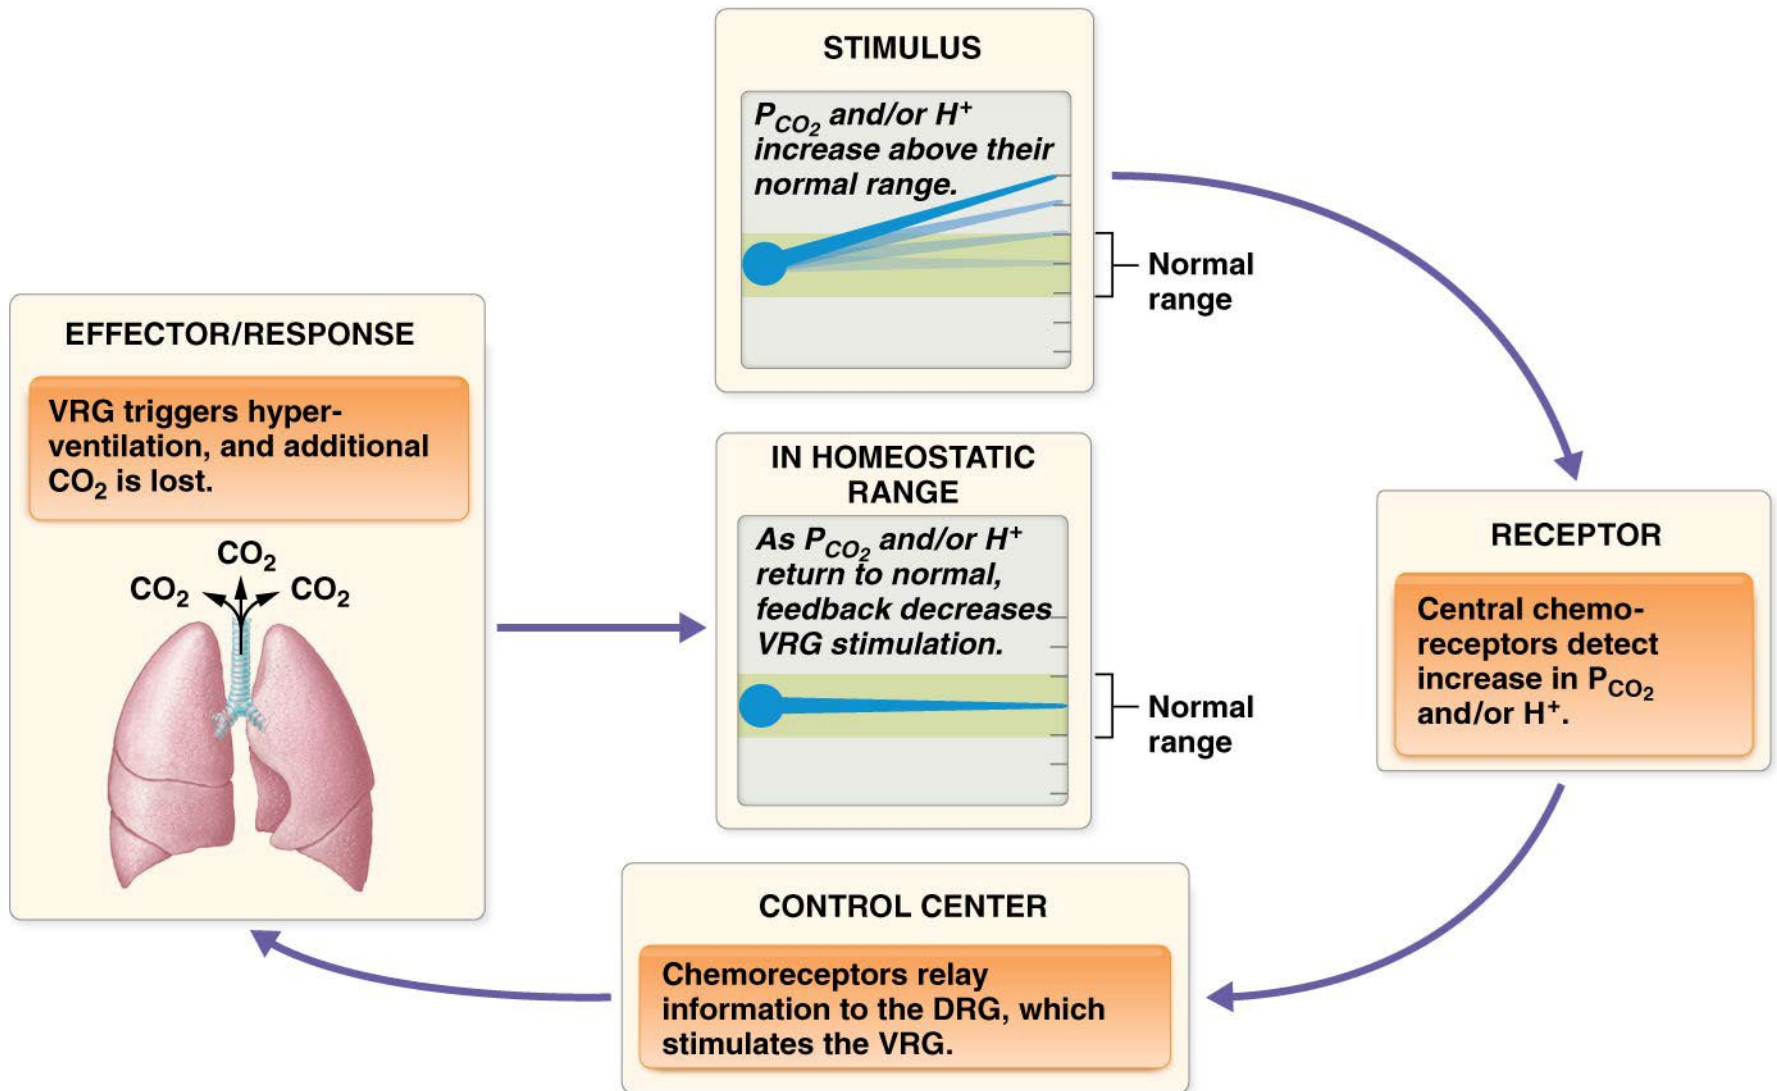 STIMULUS
P_CO₂ and/or H⁺
increase above their
normal range.
Normal
range
RECEPTOR
Central chemo-
receptors detect
increase in P_CO₂
and/or H⁺.
CONTROL CENTER
Chemoreceptors relay
information to the DRG, which
stimulates the VRG.
EFFECTOR/RESPONSE
VRG triggers hyper-
ventilation, and additional
CO₂ is lost.
CO₂
CO₂ CO₂
IN HOMEOSTATIC
RANGE
As P_CO₂ and/or H⁺
return to normal,
feedback decreases
VRG stimulation.
Normal
range